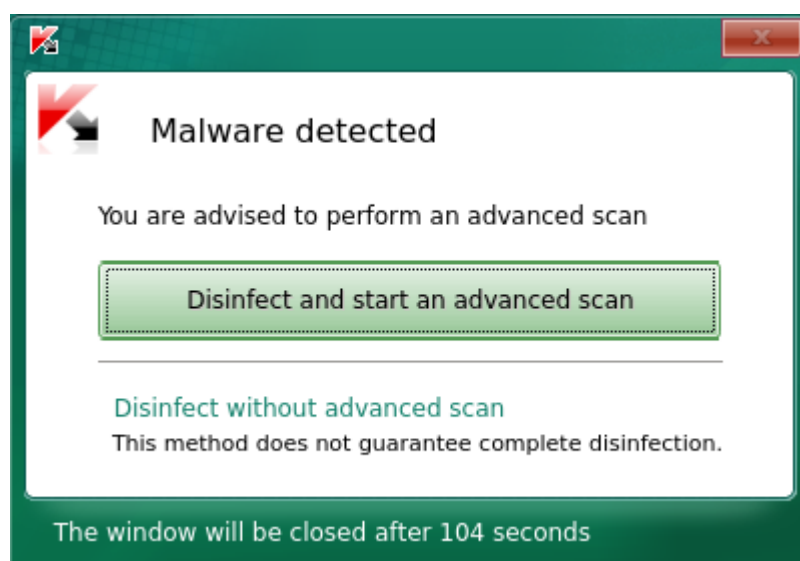 Malware detected
You are advised to perform an advanced scan
Disinfect and start an advanced scan
Disinfect without advanced scan
This method does not guarantee complete disinfection.
The window will be closed after 104 seconds